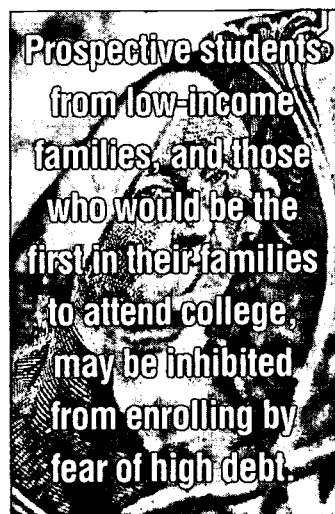 Prospective students
from low-income
families, and those
who would be the
first in their families
to attend college,
may be inhibited
from enrolling by
fear of high debt.